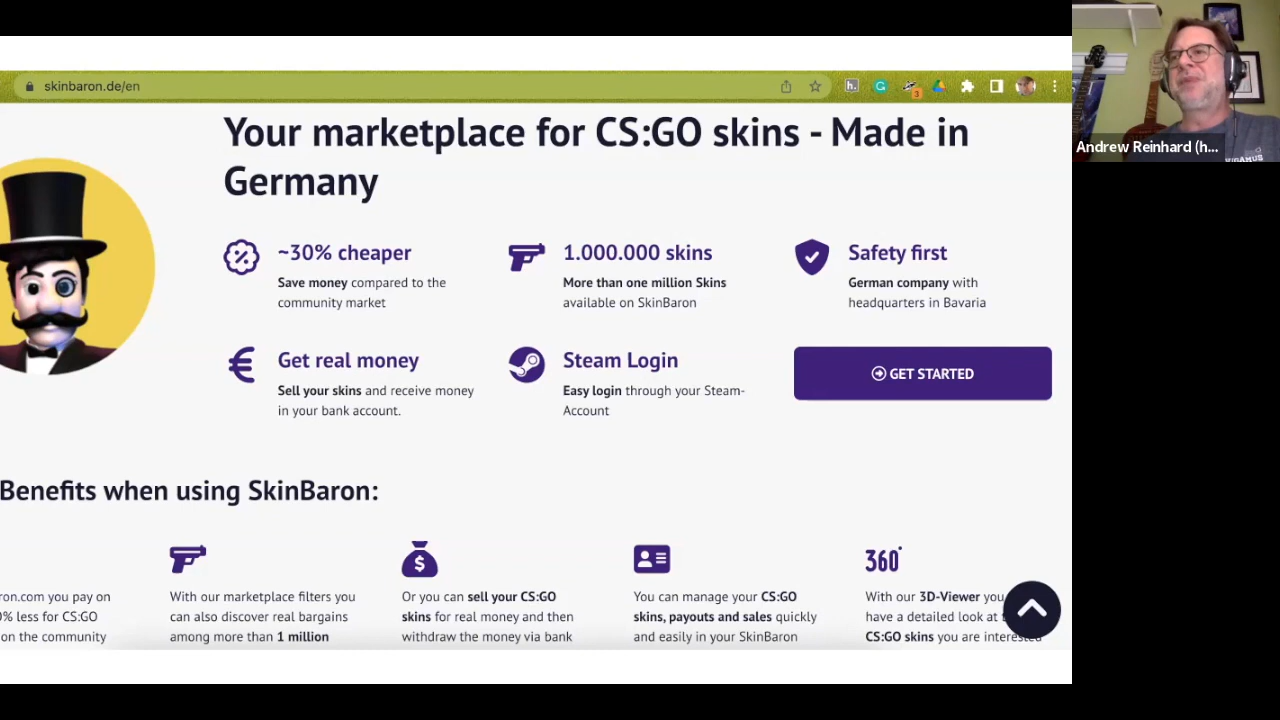 skinbaron.de/en
3
Your marketplace for CS:GO skins - Made in
Germany
~30% cheaper
Save money compared to the
community market
1.000.000 skins
More than one million Skins
available on SkinBaron
Safety first
German company with
headquarters in Bavaria
Get real money
Sell your skins and receive money
in your bank account.
Steam Login
Easy login through your Steam-
Account
GET STARTED
Benefits when using SkinBaron:
ron.com you pay on
0% less for CS:GO
on the community
With our marketplace filters you
can also discover real bargains
among more than 1 million
Or you can sell your CS:GO
skins for real money and then
withdraw the money via bank
You can manage your CS:GO
skins, payouts and sales quickly
and easily in your SkinBaron
360°
With our 3D-Viewer you
have a detailed look at
CS:GO skins you are interested
Andrew Reinhard (h...